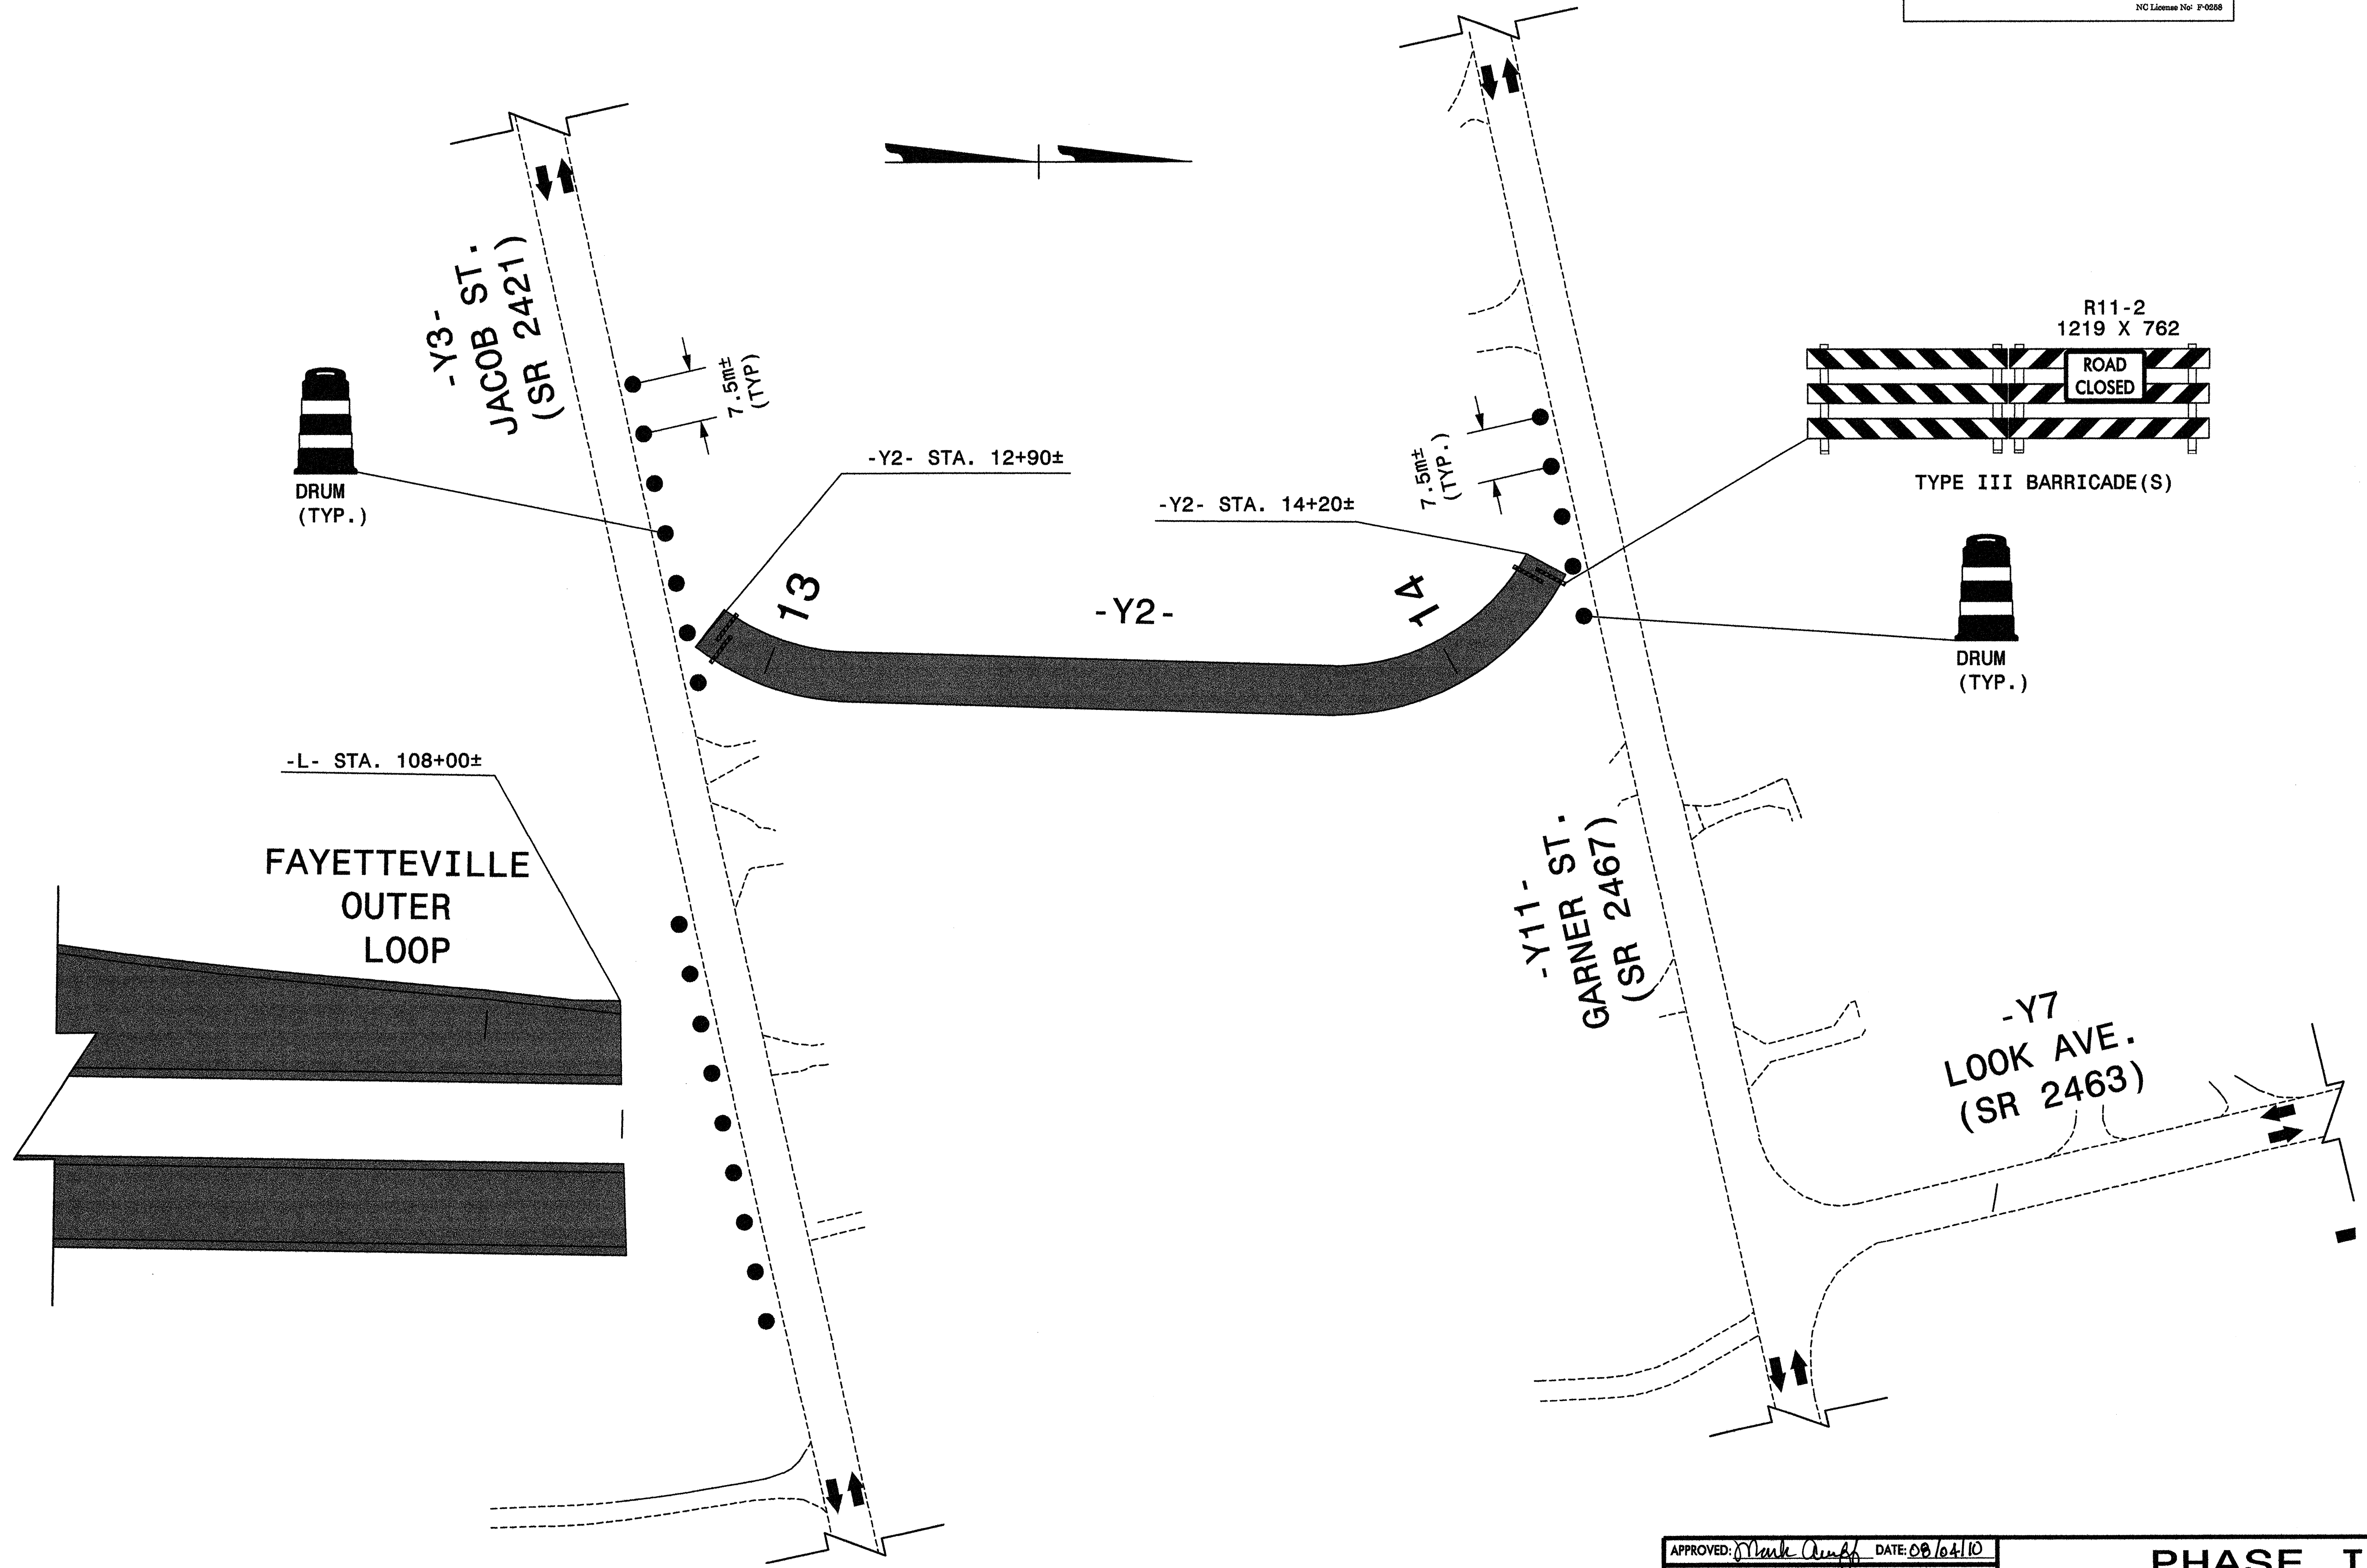 NC License No: F-0258
-Y3-
JACOB ST.
(SR 2421)
7.5m±
(TYP)
DRUM
(TYP.)
-Y2- STA. 12+90±
-Y2- STA. 14+20±
7.5m±
(TYP.)
R11-2
1219 X 762
ROAD
CLOSED
TYPE III BARRICADE(S)
13
-Y2-
14
DRUM
(TYP.)
-L- STA. 108+00±
FAYETTEVILLE
OUTER
LOOP
-Y11-
GARNER ST.
(SR 2467)
-Y7
LOOK AVE.
(SR 2463)
APPROVED: Mark DATE: 08/04/10
PHASE I